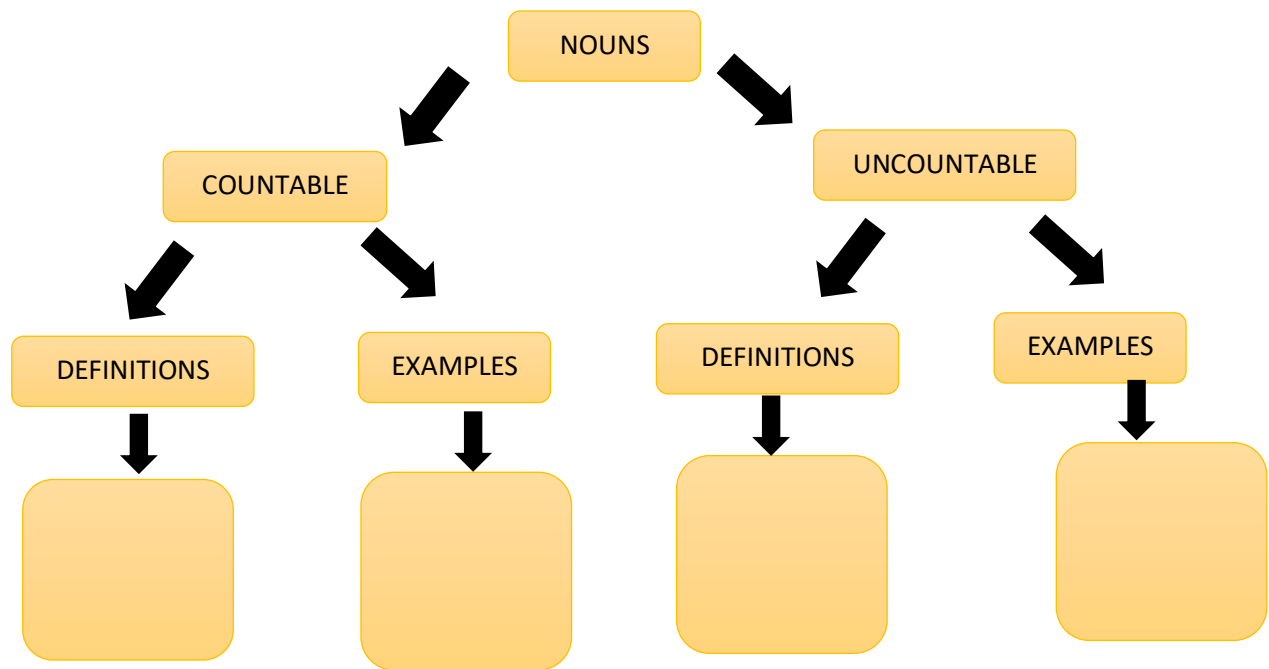 NOUNS
COUNTABLE
UNCOUNTABLE
DEFINITIONS
EXAMPLES
DEFINITIONS
EXAMPLES